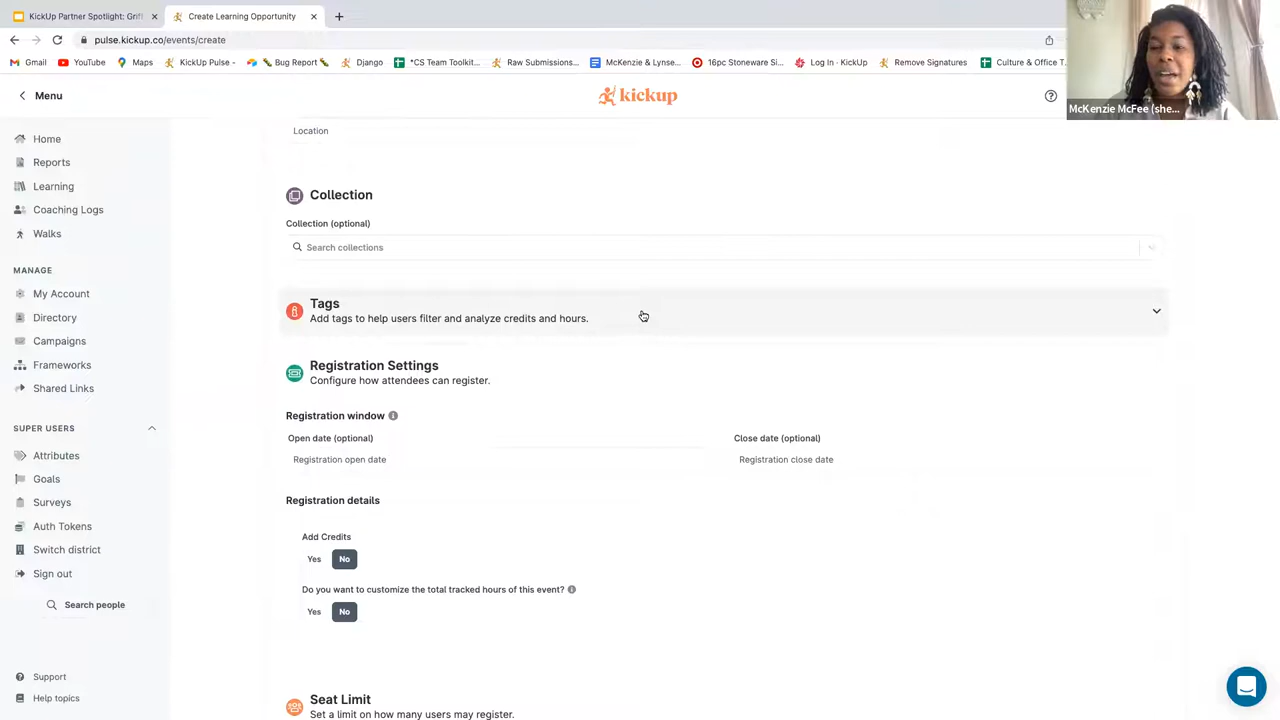 KickUp Partner Spotlight: Grif
Create Learning Opportunity
pulse.kickup.co/events/create
Gmail
YouTube
Maps
KickUp Pulse -
Bug Report
Django
*CS Team Toolkit...
Raw Submissions...
McKenzie & Lynse...
16pc Stoneware Si...
Log In · KickUp
Remove Signatures
Culture & Office T...
McKenzie McFee (she...
Menu
kickup
Home
Reports
Learning
Coaching Logs
Walks
MANAGE
My Account
Directory
Campaigns
Frameworks
Shared Links
SUPER USERS
Attributes
Goals
Surveys
Auth Tokens
Switch district
Sign out
Search people
Support
Help topics
Location
Collection
Collection (optional)
Search collections
Tags
Add tags to help users filter and analyze credits and hours.
Registration Settings
Configure how attendees can register.
Registration window
Open date (optional)
Close date (optional)
Registration open date
Registration close date
Registration details
Add Credits
Yes No
Do you want to customize the total tracked hours of this event?
Yes No
Seat Limit
Set a limit on how many users may register.